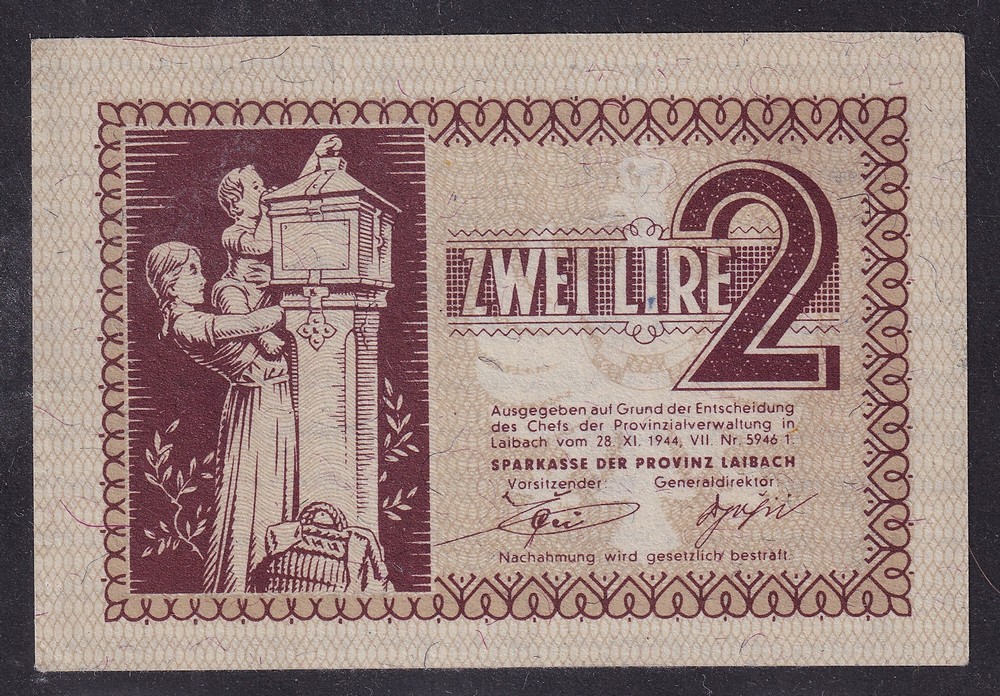 ZWEI LIRE 2
Ausgegeben auf Grund der Entscheidung
des Chefs der Provinzialverwaltung in
Laibach vom 28. XI. 1944, VII. Nr. 5946 1.
SPARKASSE DER PROVINZ LAIBACH
Vorsitzender: Generaldirektor
Nachahmung wird gesetzlich bestraft.